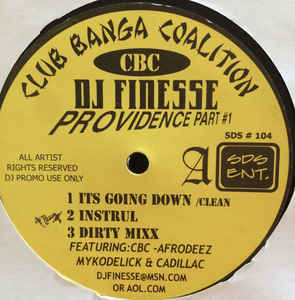 CLUB BANGA COALITION
CBC
DJ FINESSE
PROVIDENCE PART #1
SDS # 104
ALL ARTIST
RIGHTS RESERVED
DJ PROMO USE ONLY
A
SDS
ENT.
1 ITS GOING DOWN /CLEAN
2 INSTRUL
3 DIRTY MIXX
FEATURING:CBC -AFRODEEZ
MYKODELICK & CADILLAC
DJFINESSE@MSN.COM
OR AOL.COM